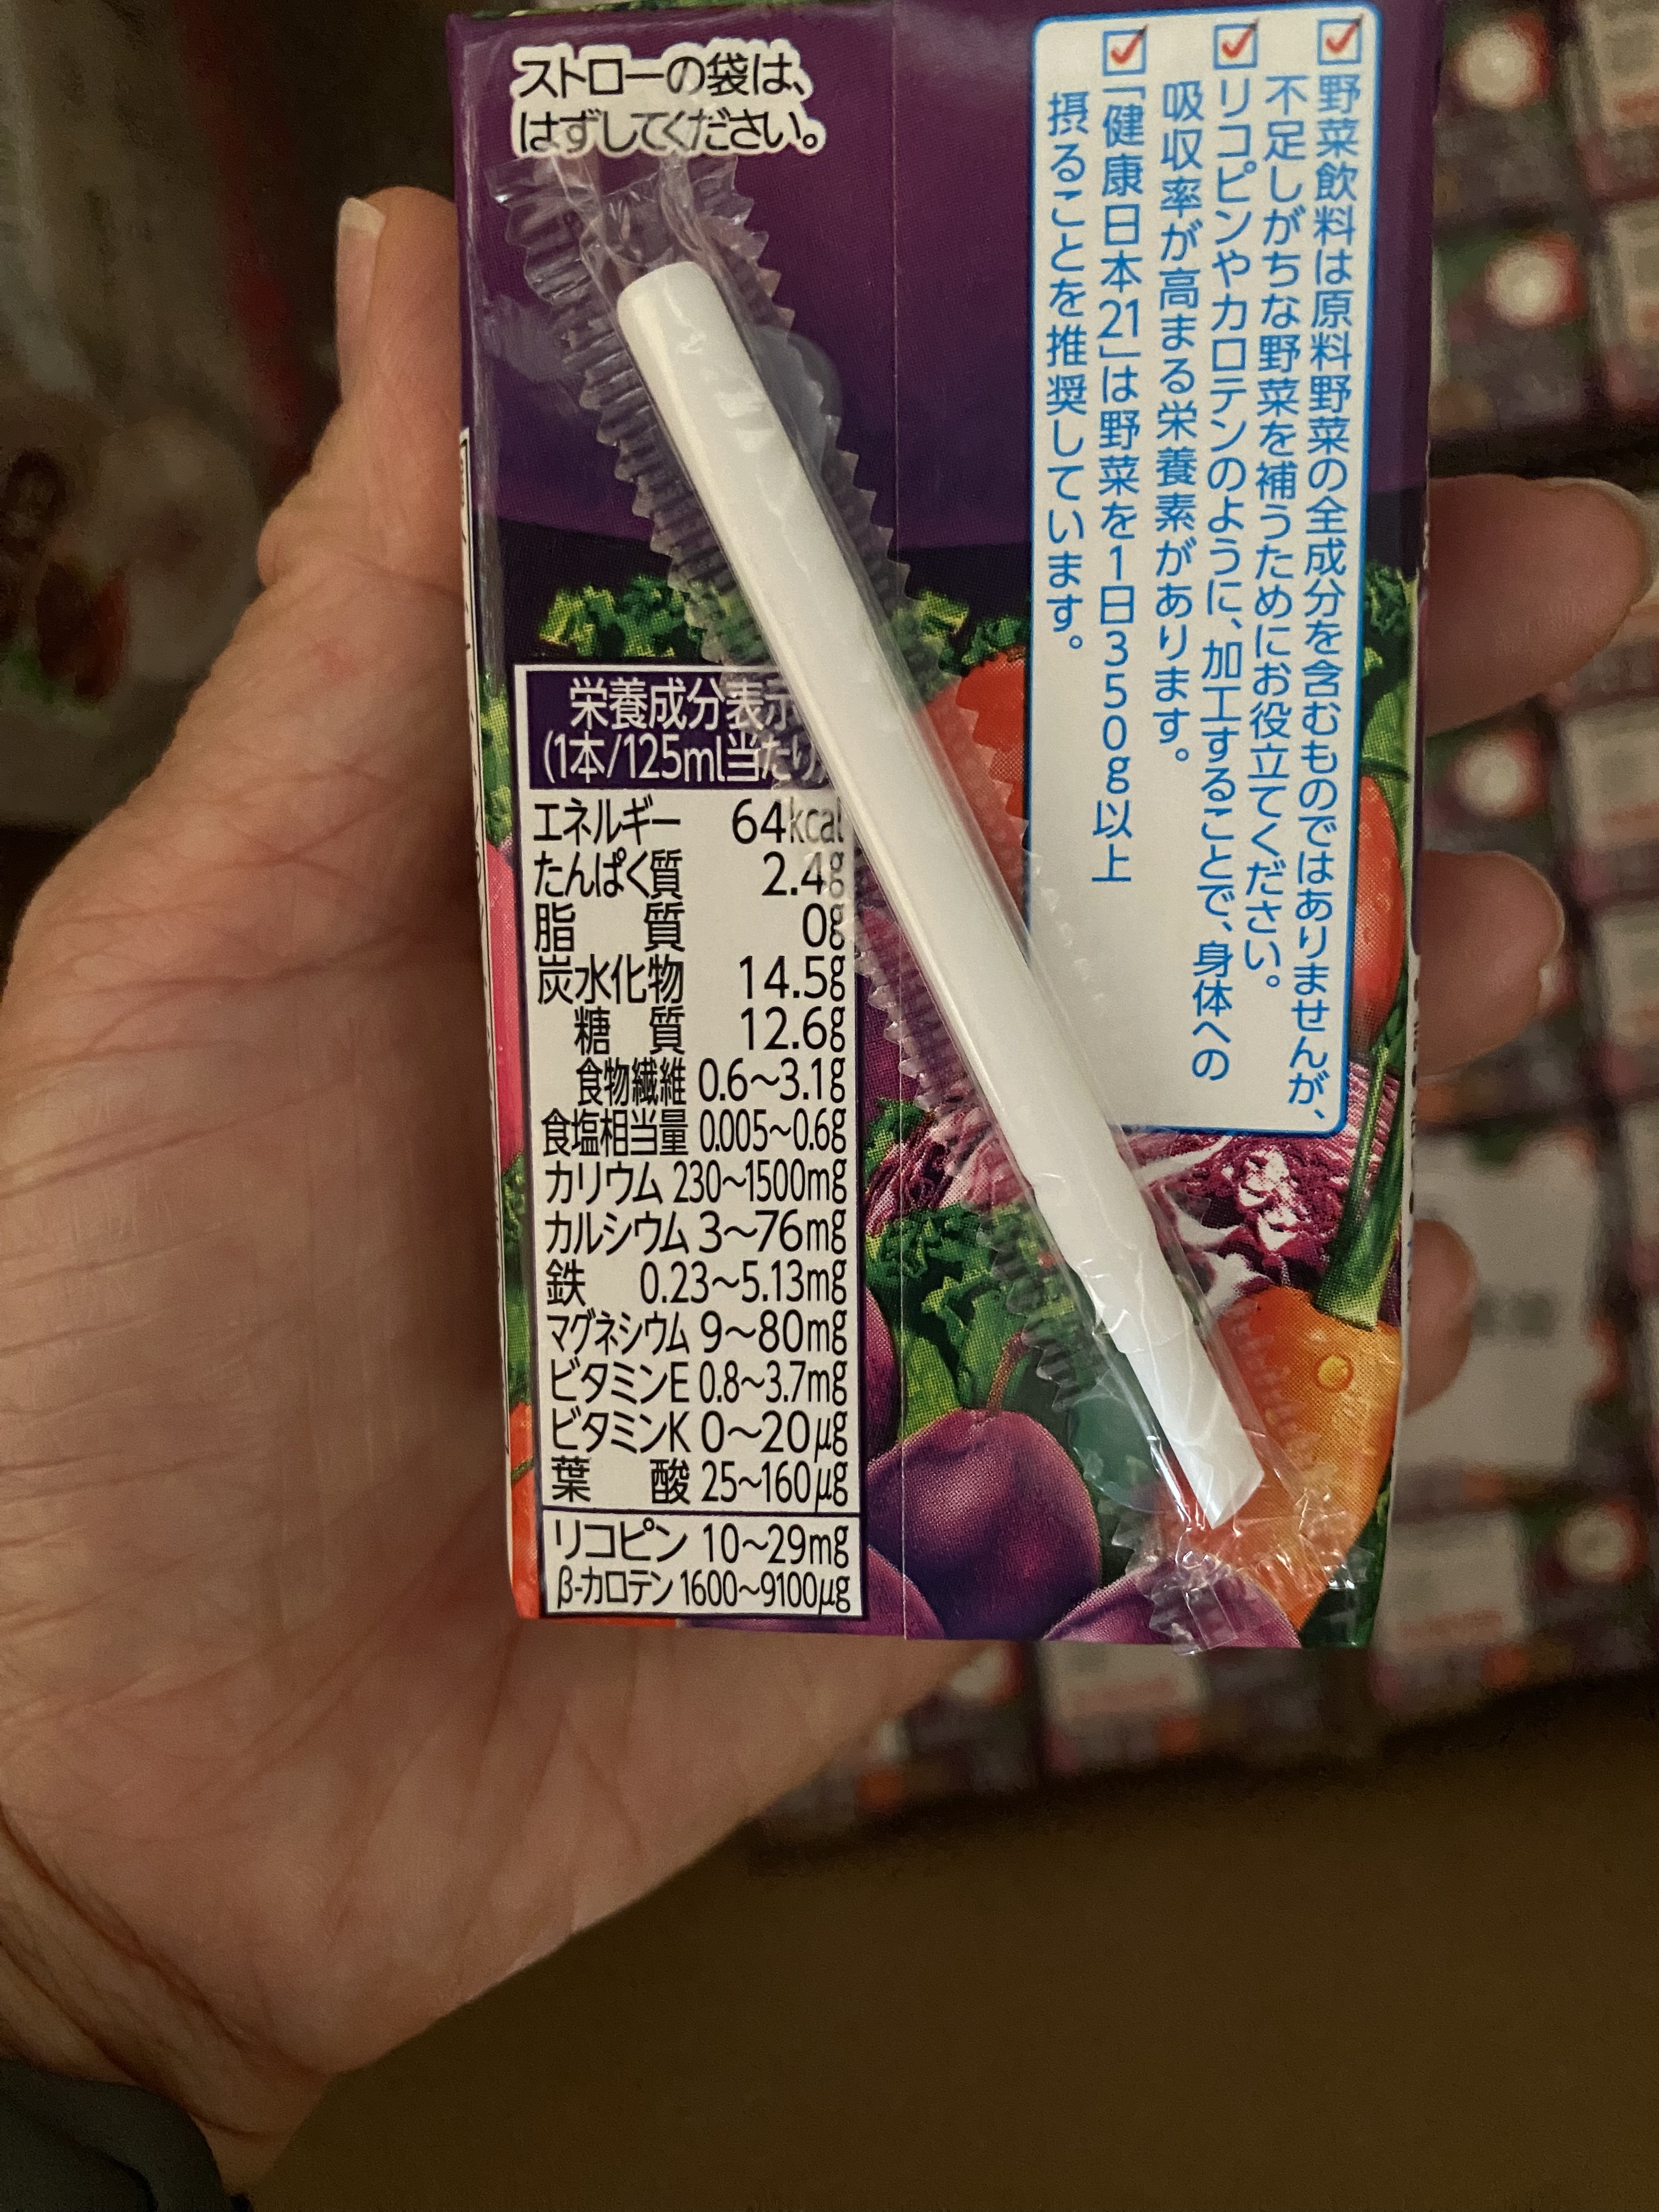 ストローの袋は、
はずしてください。
野菜飲料は原料野菜の全成分を含むものではありませんが、
不足しがちな野菜を補うためにお役立てください。
リコピンやカロテンのように、加工することで、身体への
吸収率が高まる栄養素があります。
「健康日本21」は野菜を1日350g以上
摂ることを推奨しています。
栄養成分表示
(1本/125ml当たり)
エネルギー 64kcal
たんぱく質 2.4g
脂質 0g
炭水化物 14.5g
糖質 12.6g
食物繊維 0.6〜3.1g
食塩相当量 0.005〜0.6g
カリウム 230〜1500mg
カルシウム 3〜76mg
鉄 0.23〜5.13mg
マグネシウム 9〜80mg
ビタミンE 0.8〜3.7mg
ビタミンK 0〜20μg
葉酸 25〜160μg
リコピン 10〜29mg
β-カロテン 1600〜9100μg